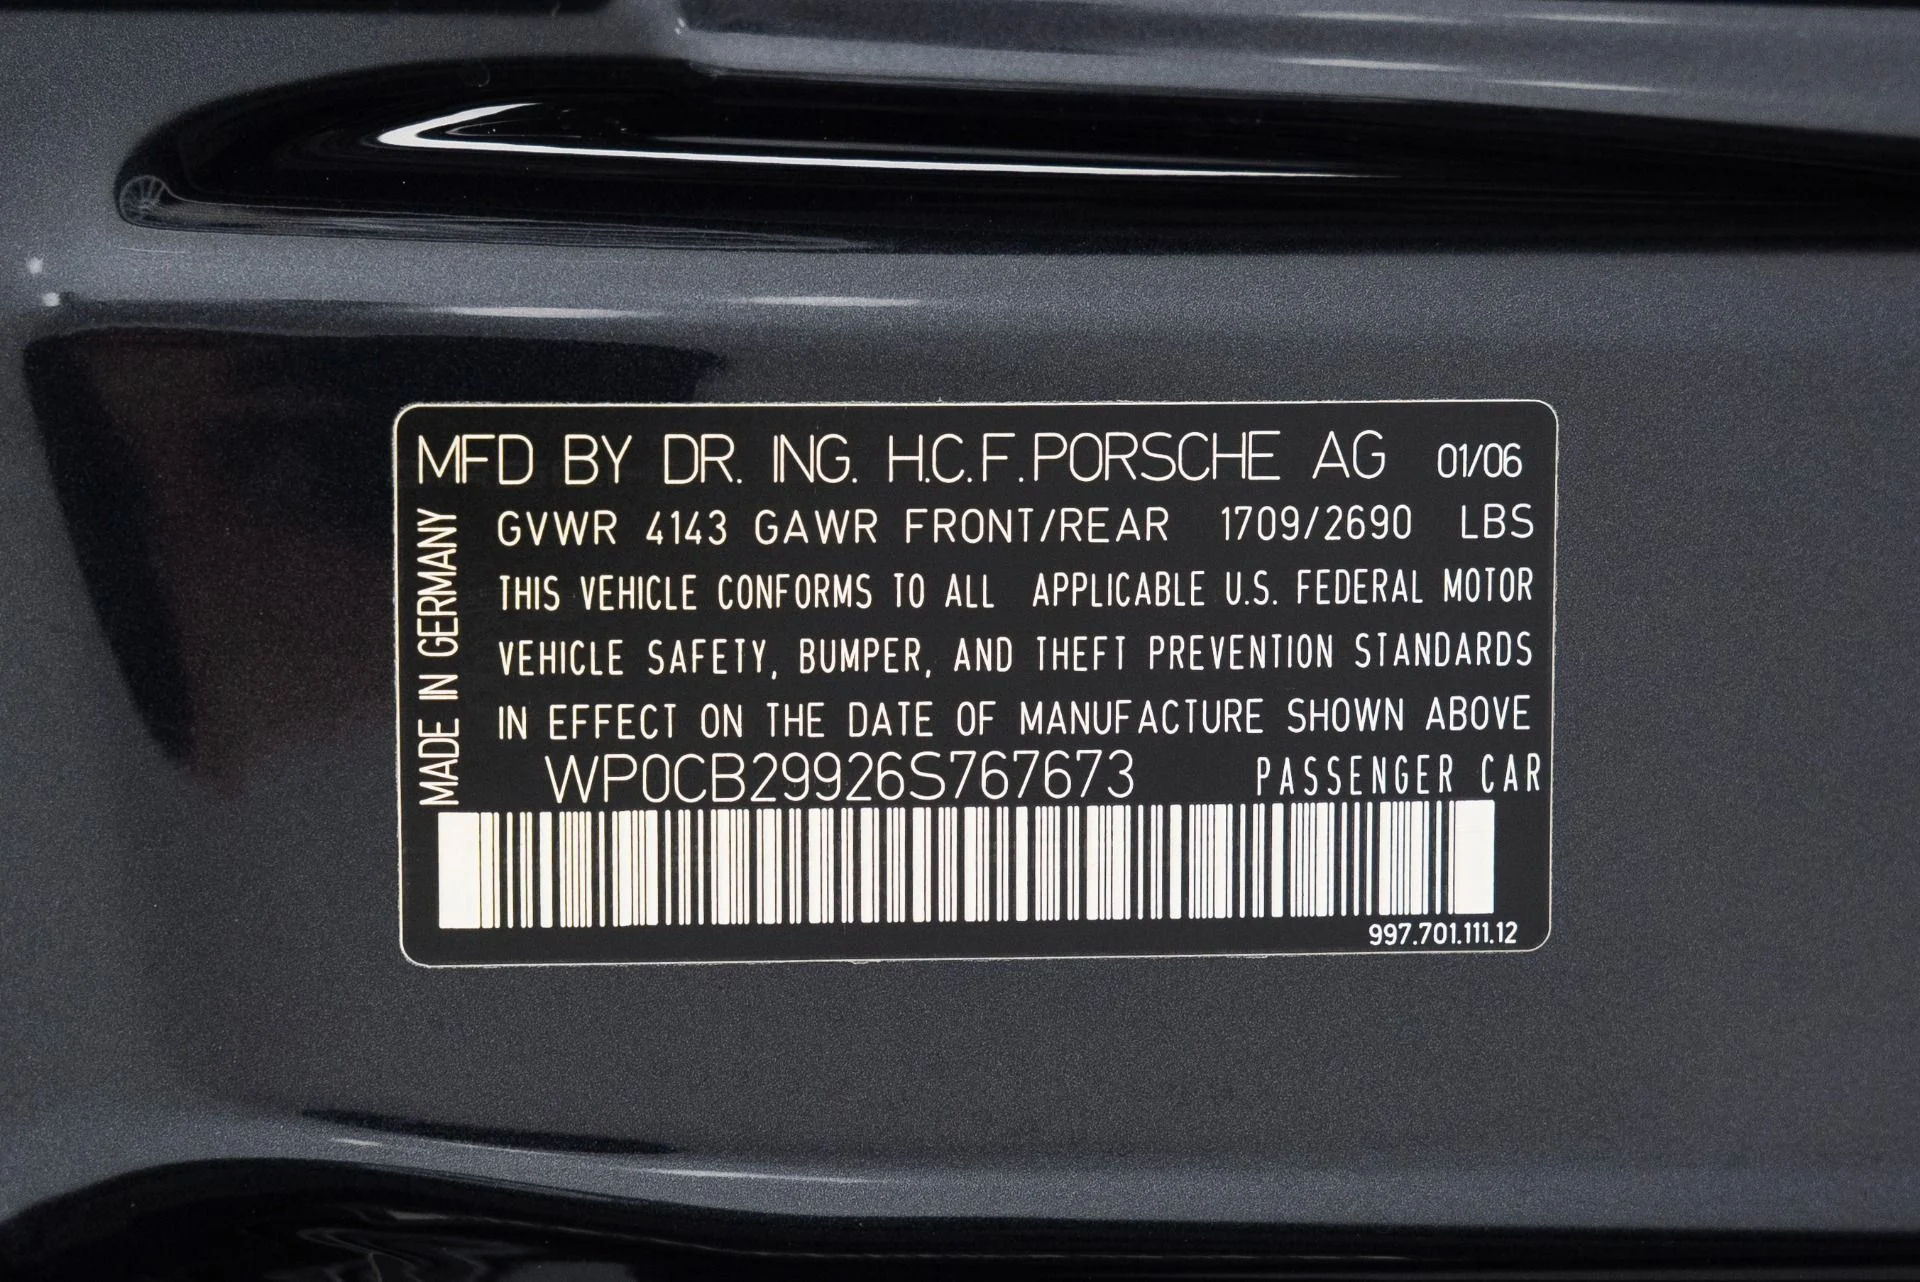 MFD BY DR. ING. H.C.F. PORSCHE AG 01/06
GVWR 4143 GAWR FRONT/REAR 1709/2690 LBS
THIS VEHICLE CONFORMS TO ALL APPLICABLE U.S. FEDERAL MOTOR
VEHICLE SAFETY, BUMPER, AND THEFT PREVENTION STANDARDS
IN EFFECT ON THE DATE OF MANUFACTURE SHOWN ABOVE
WP0CB29926S767673 PASSENGER CAR
997.701.111.12
MADE IN GERMANY